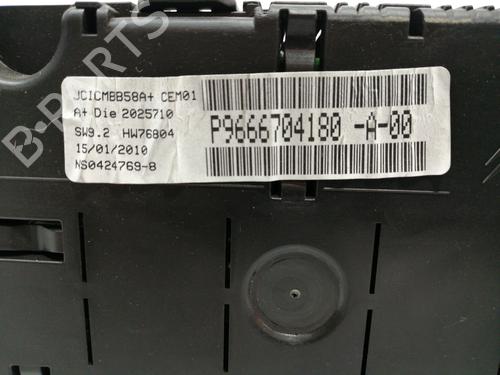 JCICMBB58A+ CEM01
A+ Die 2025710
SW9.2 HW76804
15/01/2010
NS0424769-8
P9666704180 -A-00
B-PARTS